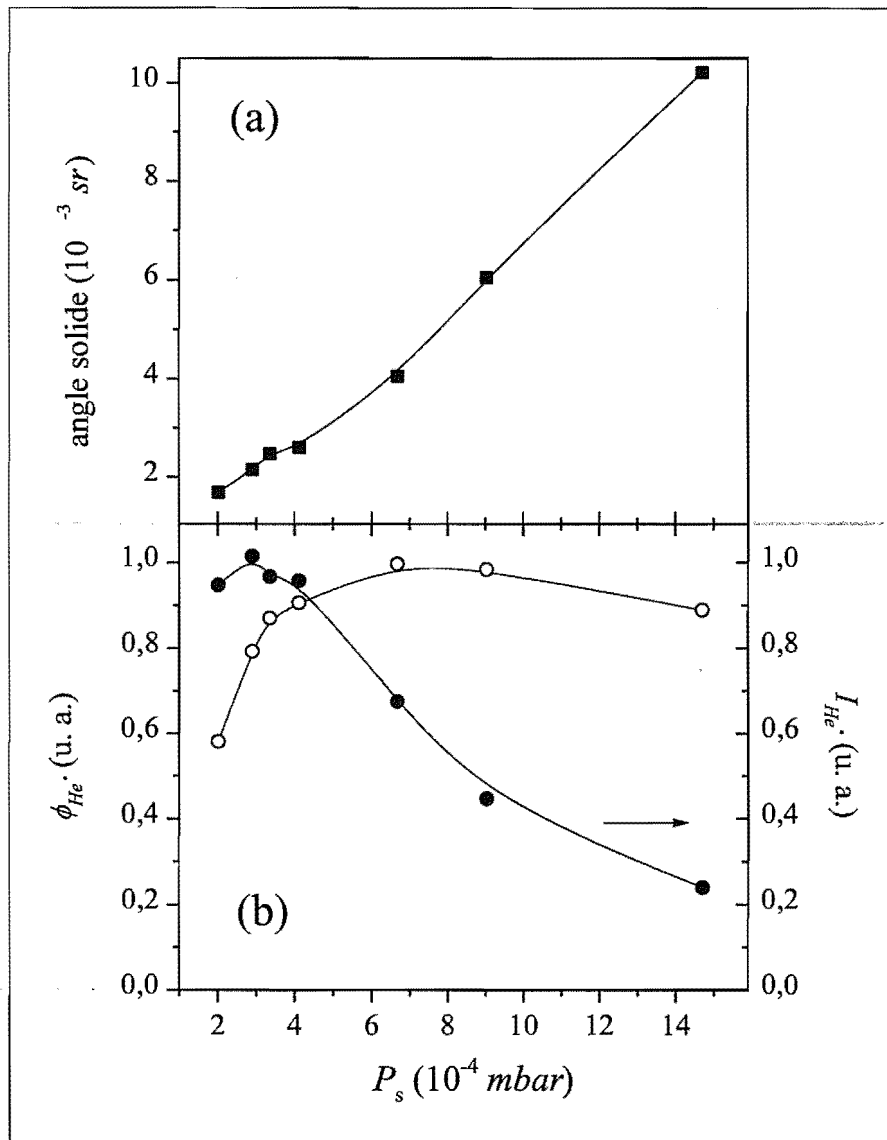 (a)
angle solide (10 ⁻³ sr)
10
8
6
4
2
(b)
ϕHe* (u. a.)
1,0
0,8
0,6
0,4
0,2
0,0
IHe* (u. a.)
1,0
0,8
0,6
0,4
0,2
0,0
2 4 6 8 10 12 14
Ps (10⁻⁴ mbar)